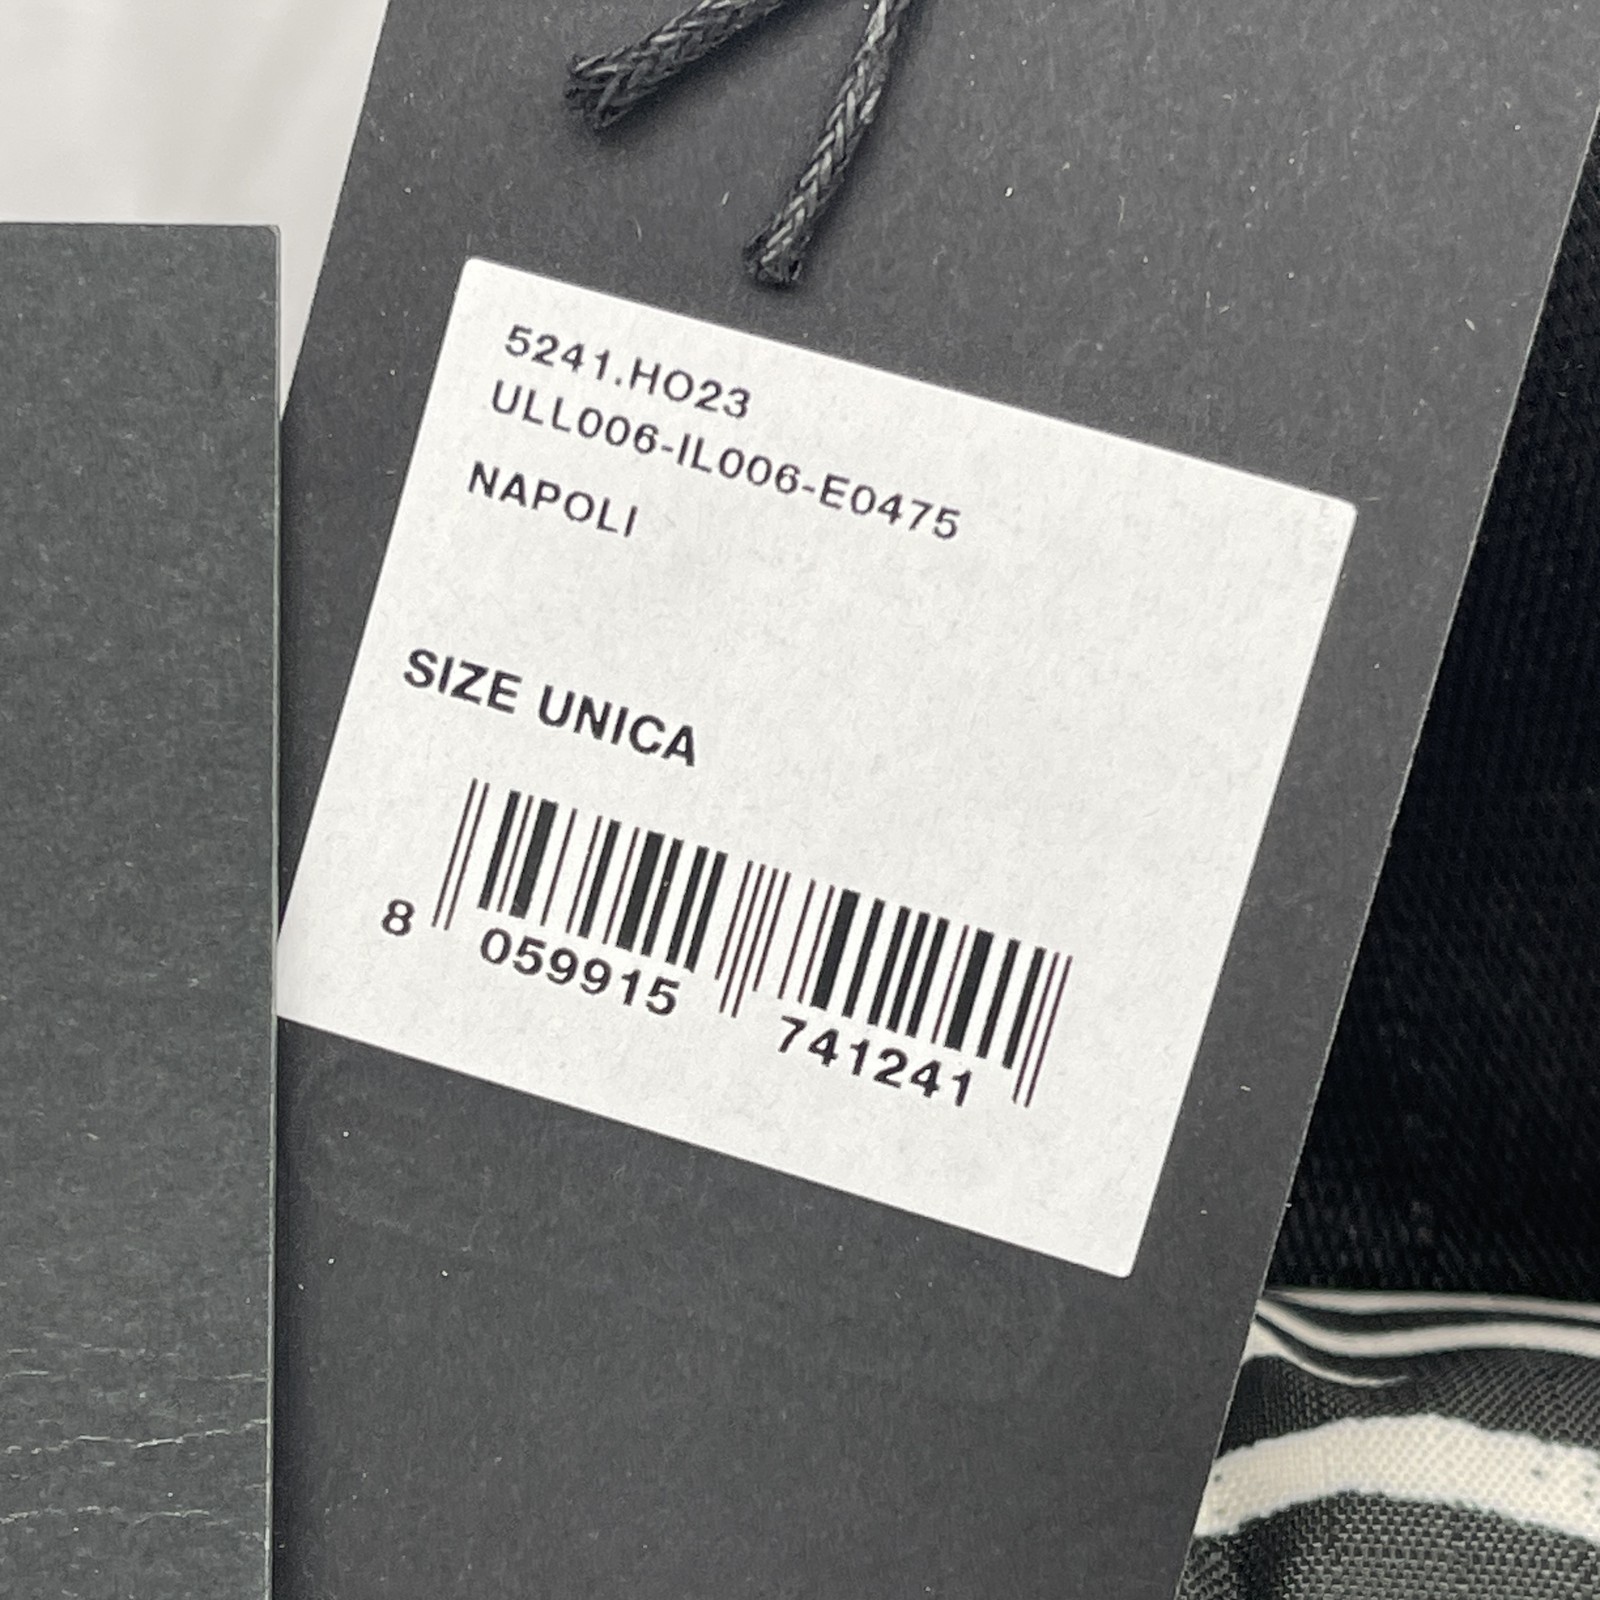 5241.HO23
ULL006-IL006-E0475
NAPOLI
SIZE UNICA
8 059915 741241